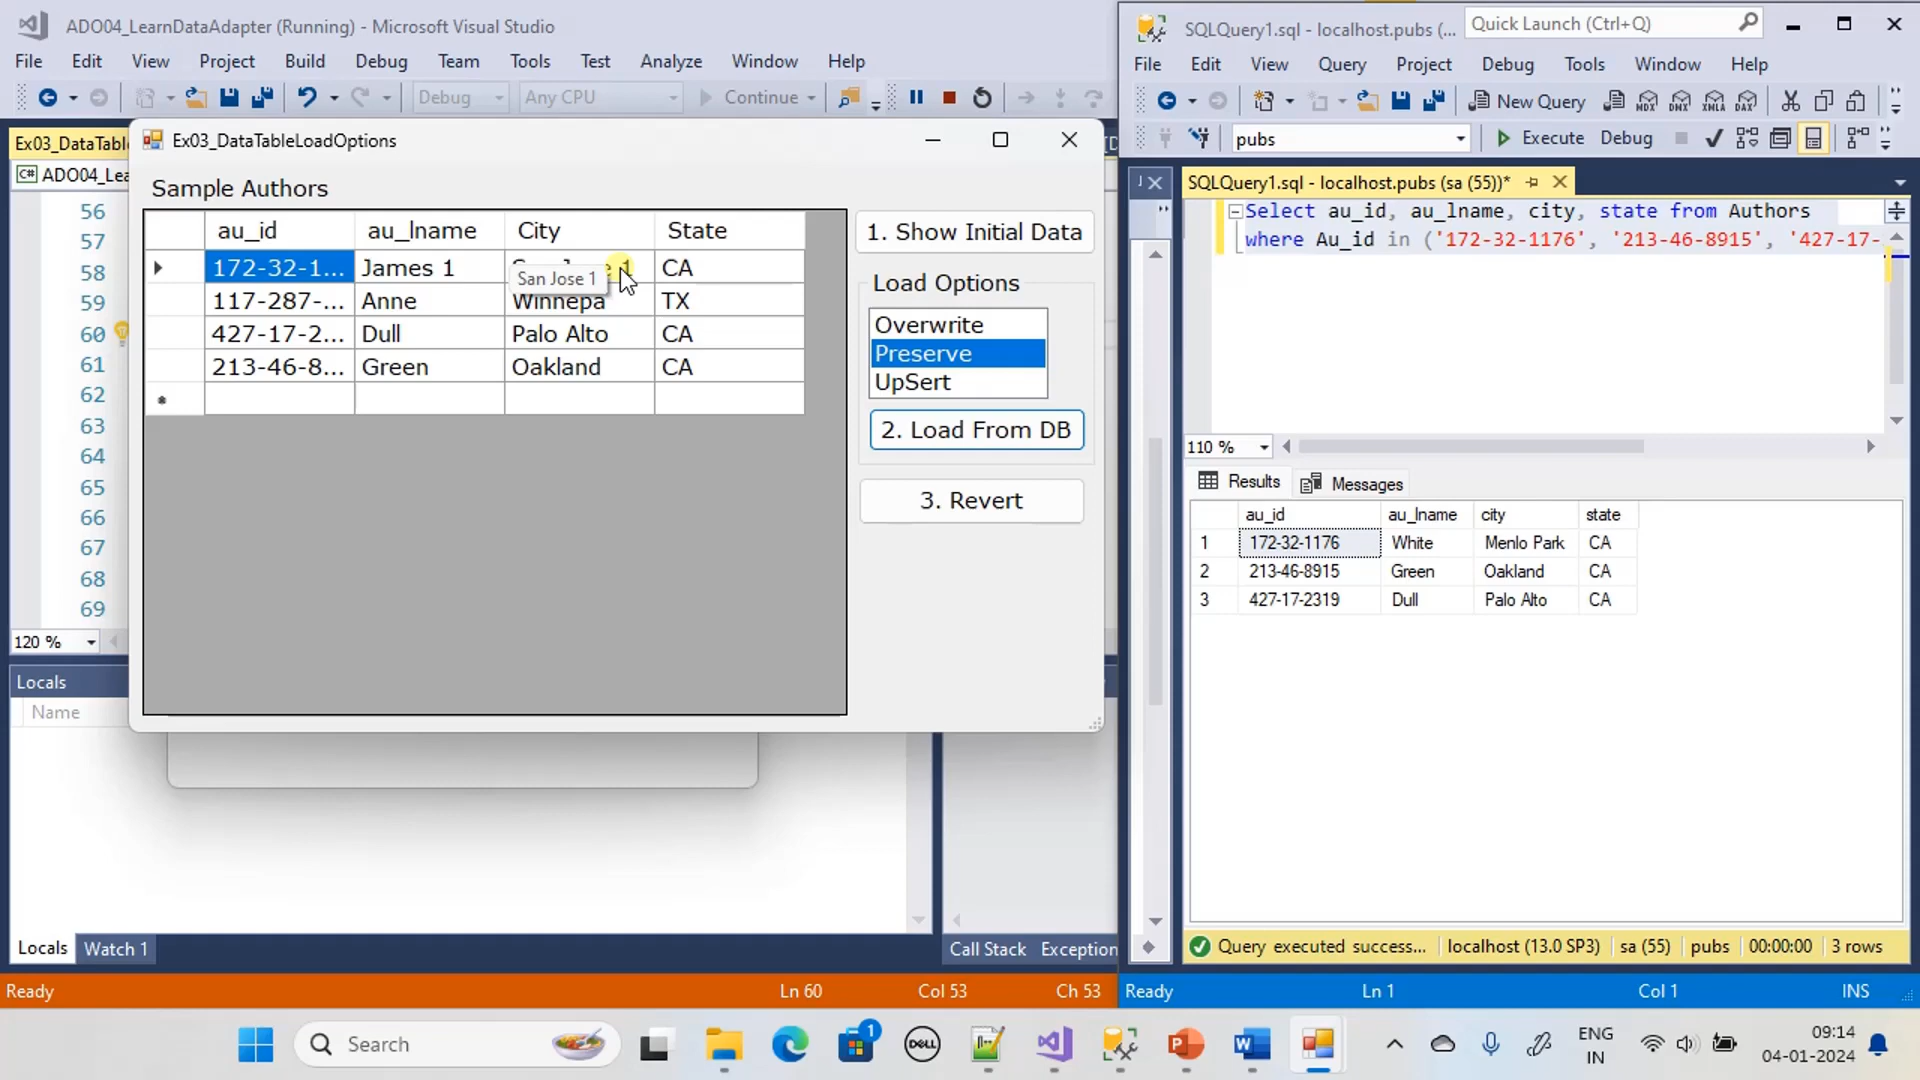 ADO04_LearnDataAdapter (Running) - Microsoft Visual Studio
File Edit View Project Build Debug Team Tools Test Analyze Window Help
Debug Any CPU Continue
Ex03_DataTabl
ADO04_Lea
56
57
58
59
60
61
62
63
64
65
66
67
68
69
120 %
Locals
Name
Locals Watch 1
Call Stack Exception
Ready Ln 60 Col 53 Ch 53
Ex03_DataTableLoadOptions
Sample Authors
au_id au_lname City State
172-32-1... James 1 1 CA
San Jose 1
117-287-... Anne Winnepa TX
427-17-2... Dull Palo Alto CA
213-46-8... Green Oakland CA
1. Show Initial Data
Load Options
Overwrite
Preserve
UpSert
2. Load From DB
3. Revert
SQLQuery1.sql - localhost.pubs (...
Quick Launch (Ctrl+Q)
File Edit View Query Project Debug Tools Window Help
New Query MDX DMX XMLA DAX
pubs Execute Debug
SQLQuery1.sql - localhost.pubs (sa (55))*
Select au_id, au_lname, city, state from Authors
where Au_id in ('172-32-1176', '213-46-8915', '427-17-
110 %
Results Messages
au_id au_lname city state
1 172-32-1176 White Menlo Park CA
2 213-46-8915 Green Oakland CA
3 427-17-2319 Dull Palo Alto CA
Query executed success... localhost (13.0 SP3) sa (55) pubs 00:00:00 3 rows
Ready Ln 1 Col 1 INS
Search
1
DELL
ENG
IN
09:14
04-01-2024